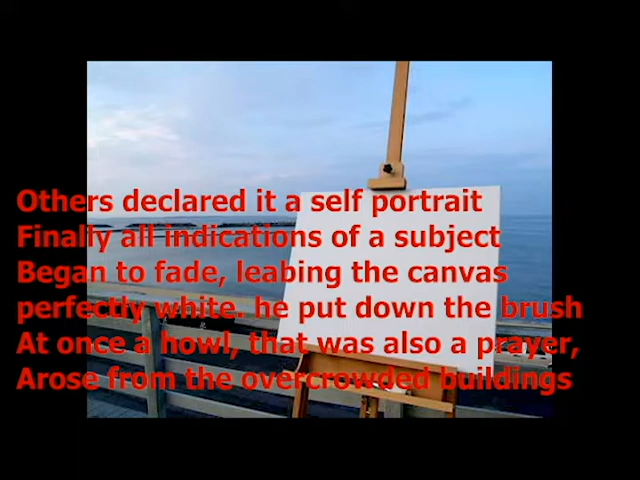 Others declared it a self portrait
Finally all indications of a subject
Began to fade, leabing the canvas
perfectly white. he put down the brush
At once a howl, that was also a prayer,
Arose from the overcrowded buildings